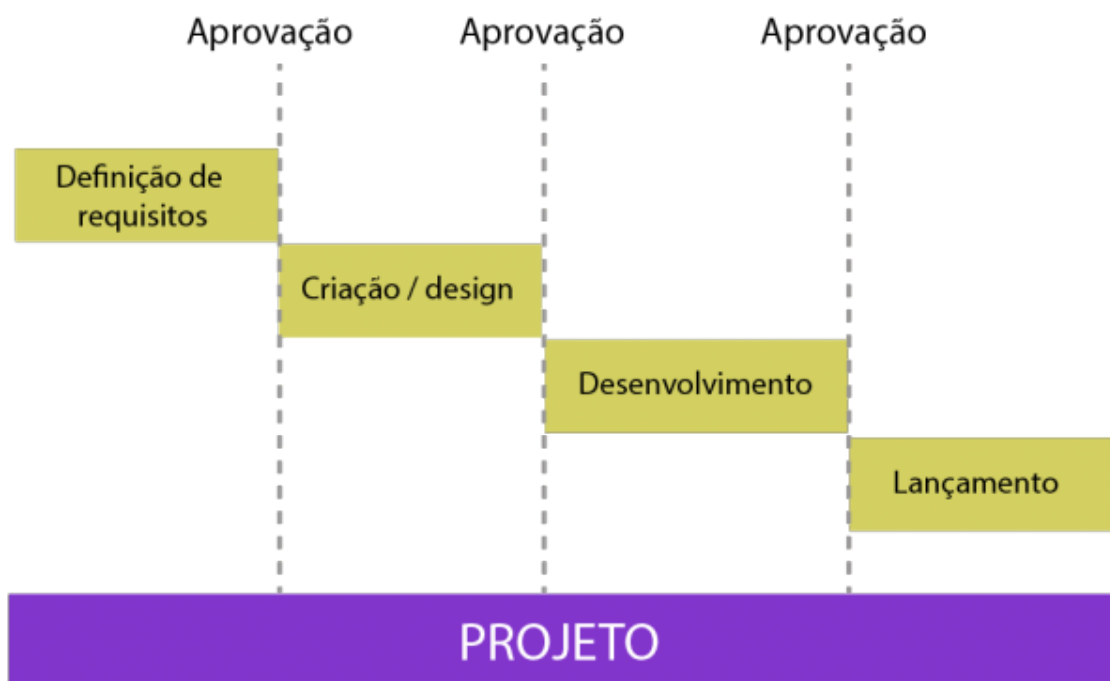 Aprovação Aprovação Aprovação
Definição de
requisitos
Criação / design
Desenvolvimento
Lançamento
PROJETO